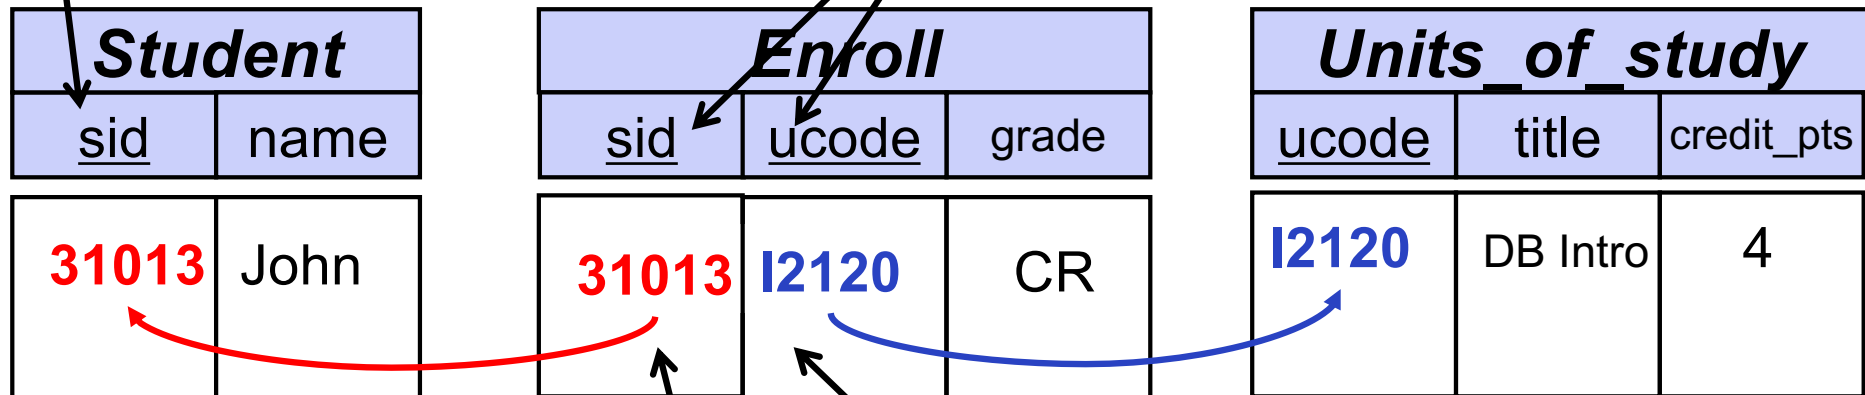 Student Enroll Units_of_study
sid name sid ucode grade ucode title credit_pts
31013 John 31013 I2120 CR I2120 DB Intro 4